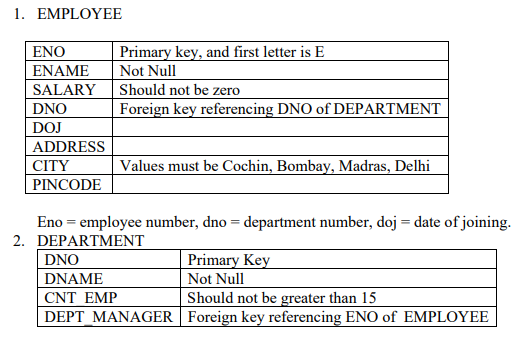 1. EMPLOYEE
ENO Primary key, and first letter is E
ENAME Not Null
SALARY Should not be zero
DNO Foreign key referencing DNO of DEPARTMENT
DOJ
ADDRESS
CITY Values must be Cochin, Bombay, Madras, Delhi
PINCODE
Eno = employee number, dno = department number, doj = date of joining.
2. DEPARTMENT
DNO Primary Key
DNAME Not Null
CNT_EMP Should not be greater than 15
DEPT_MANAGER Foreign key referencing ENO of EMPLOYEE